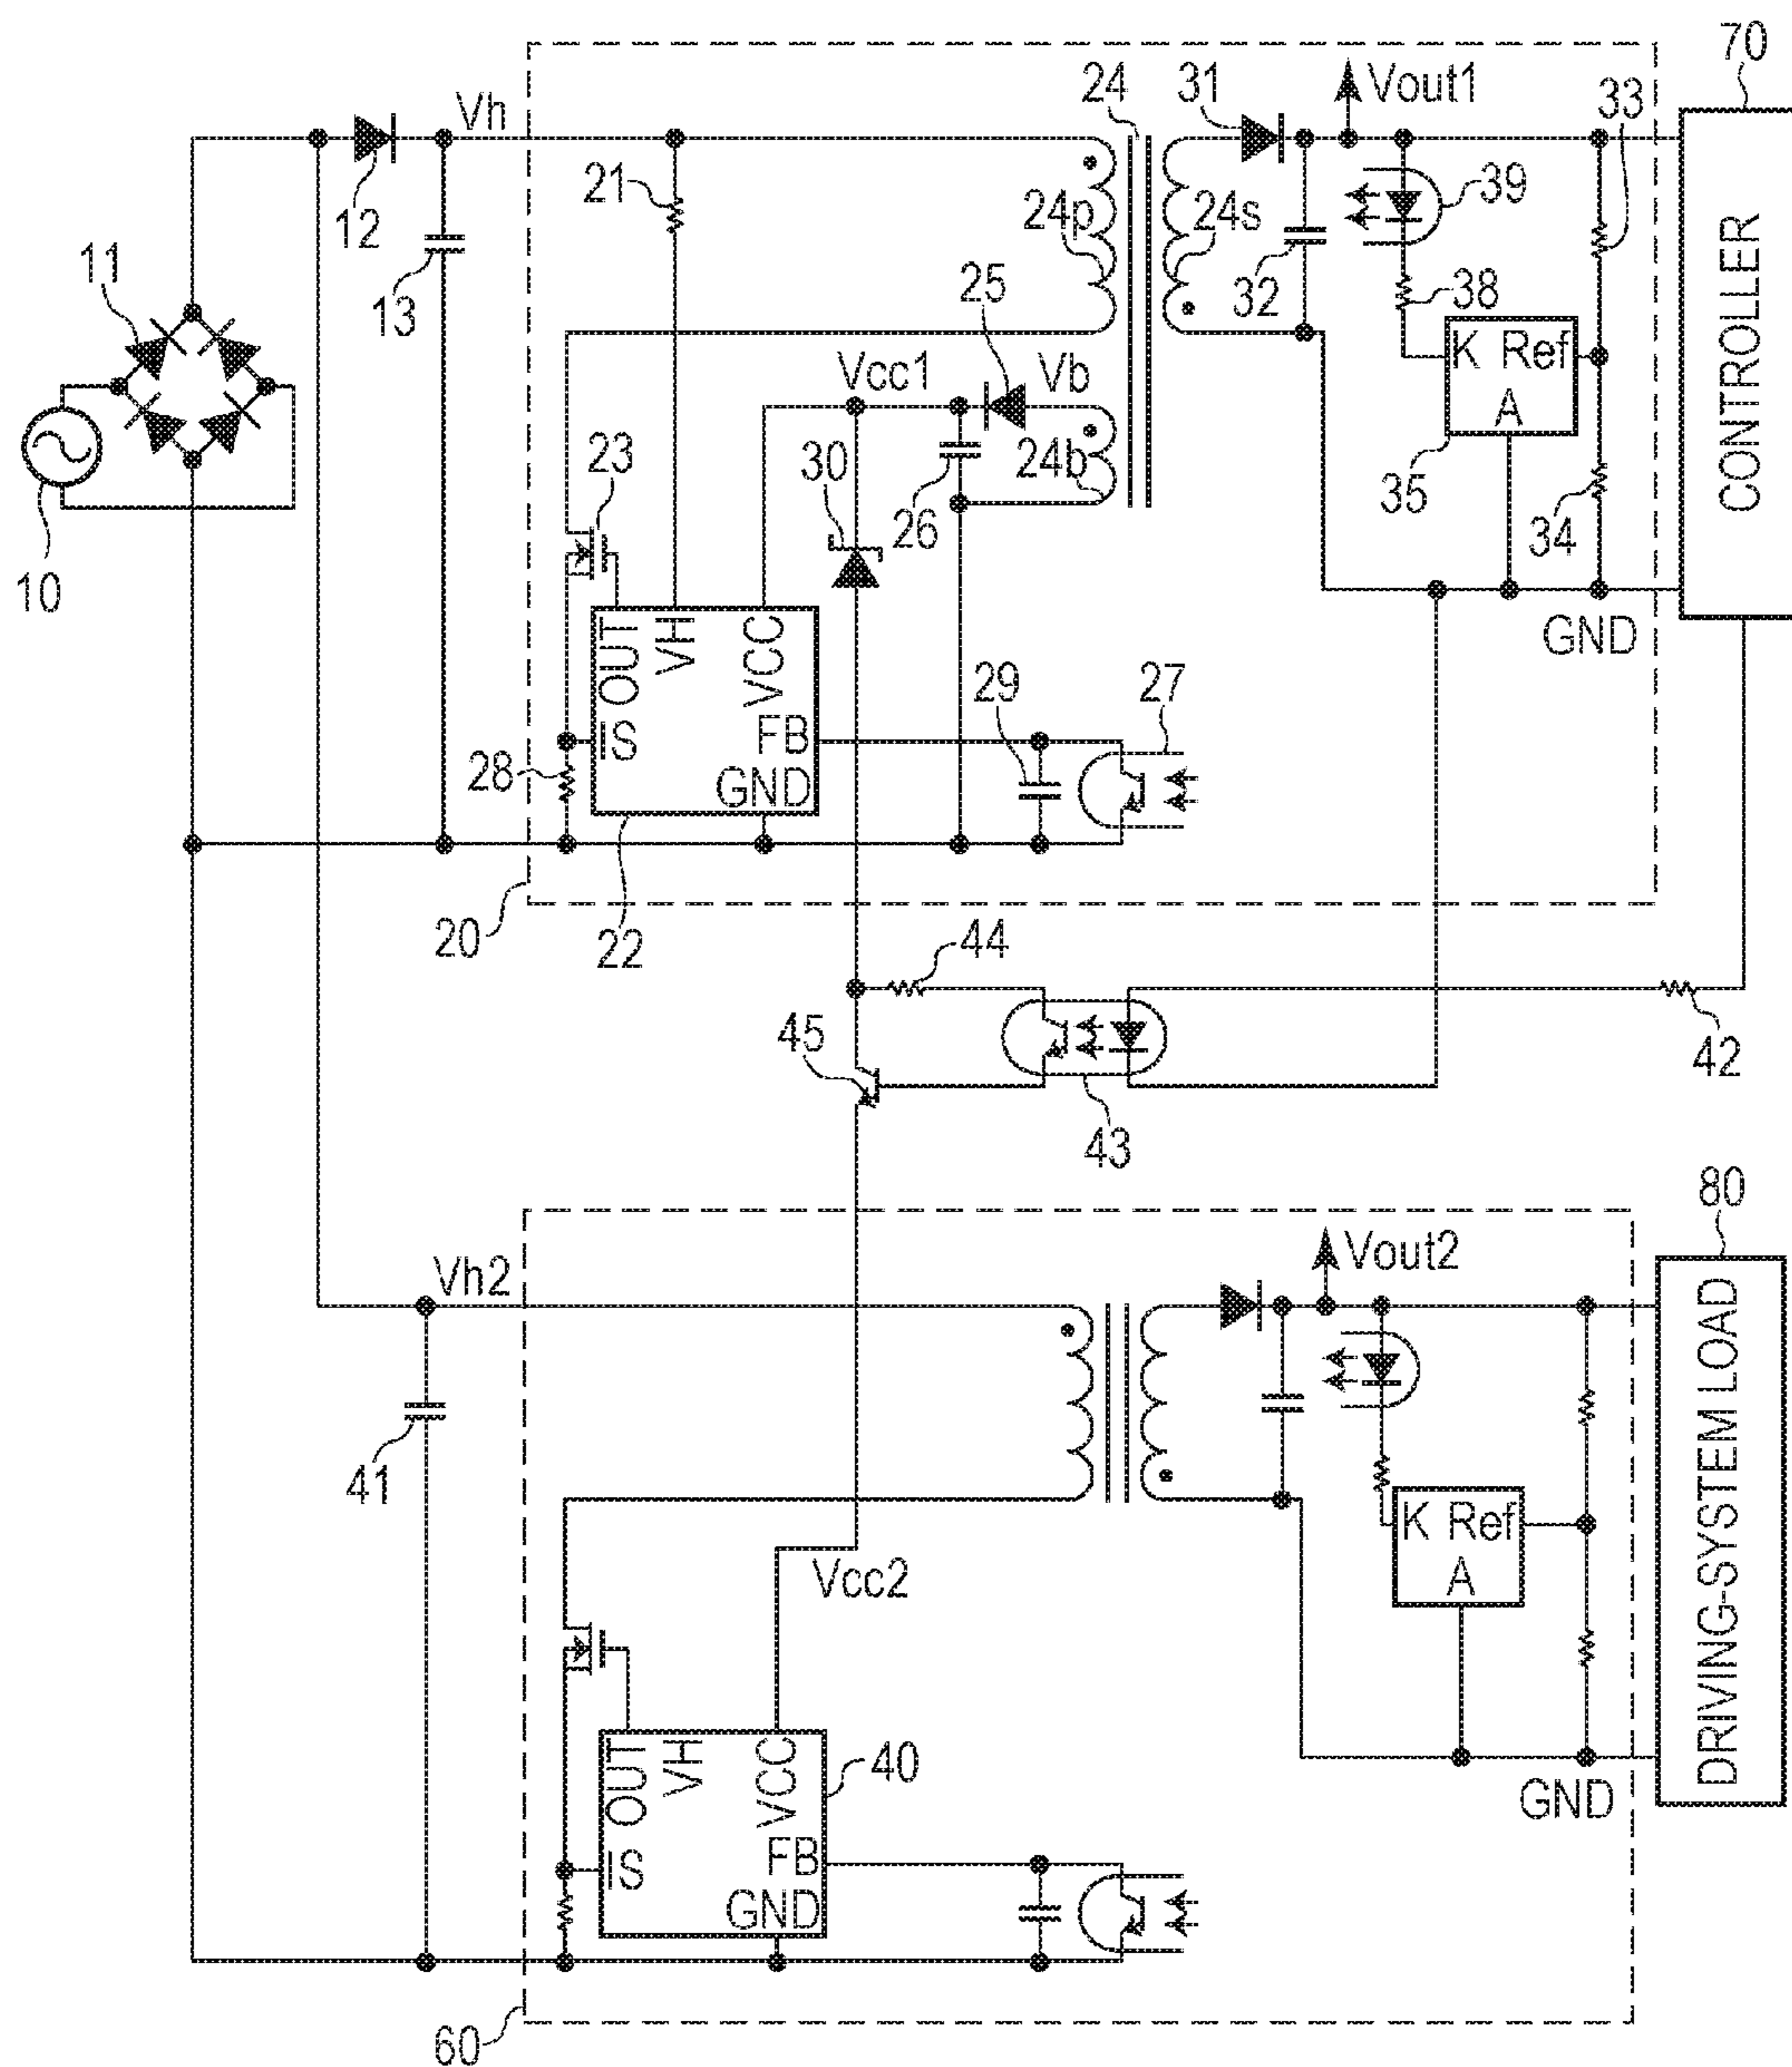 70
24
31
Vout1
33
Vh
21
39
12
24p
24s
11
13
25
32
38
CONTROLLER
K Ref
A
Vcc1
Vb
23
30
24b
26
35
34
10
GND
OUT
VH
VCC
29
27
IS
FB
28
GND
20
22
44
45
42
43
80
Vh2
Vout2
41
K Ref
A
DRIVING-SYSTEM LOAD
Vcc2
OUT
VH
VCC
40
GND
IS
FB
GND
60